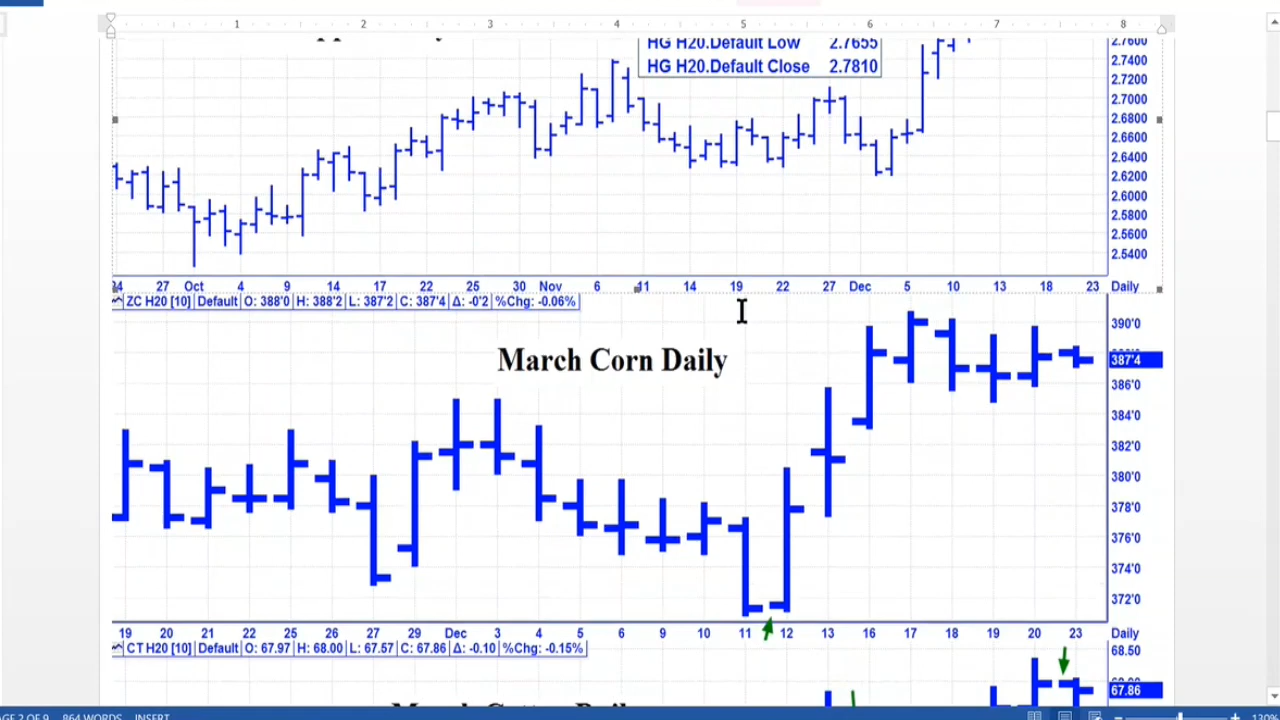 1 2 3 4 5 6 7 8
HG H20.Default Low 2.7655
HG H20.Default Close 2.7810
2.7600
2.7400
2.7200
2.7000
2.6800
2.6600
2.6400
2.6200
2.6000
2.5800
2.5600
2.5400
24 27 Oct 4 9 14 17 22 25 30 Nov 6 11 14 19 22 27 Dec 5 10 13 18 23 Daily
ZC H20 [10] Default O: 388'0 H: 388'2 L: 387'2 C: 387'4 Δ: -0'2 %Chg: -0.06%
March Corn Daily
390'0
387'4
386'0
384'0
382'0
380'0
378'0
376'0
374'0
372'0
19 20 21 22 25 26 27 29 Dec 3 4 5 6 9 10 11 12 13 16 17 18 19 20 23 Daily
CT H20 [10] Default O: 67.97 H: 68.00 L: 67.57 C: 67.86 Δ: -0.10 %Chg: -0.15%
68.50
67.86
864 WORDS INSERT